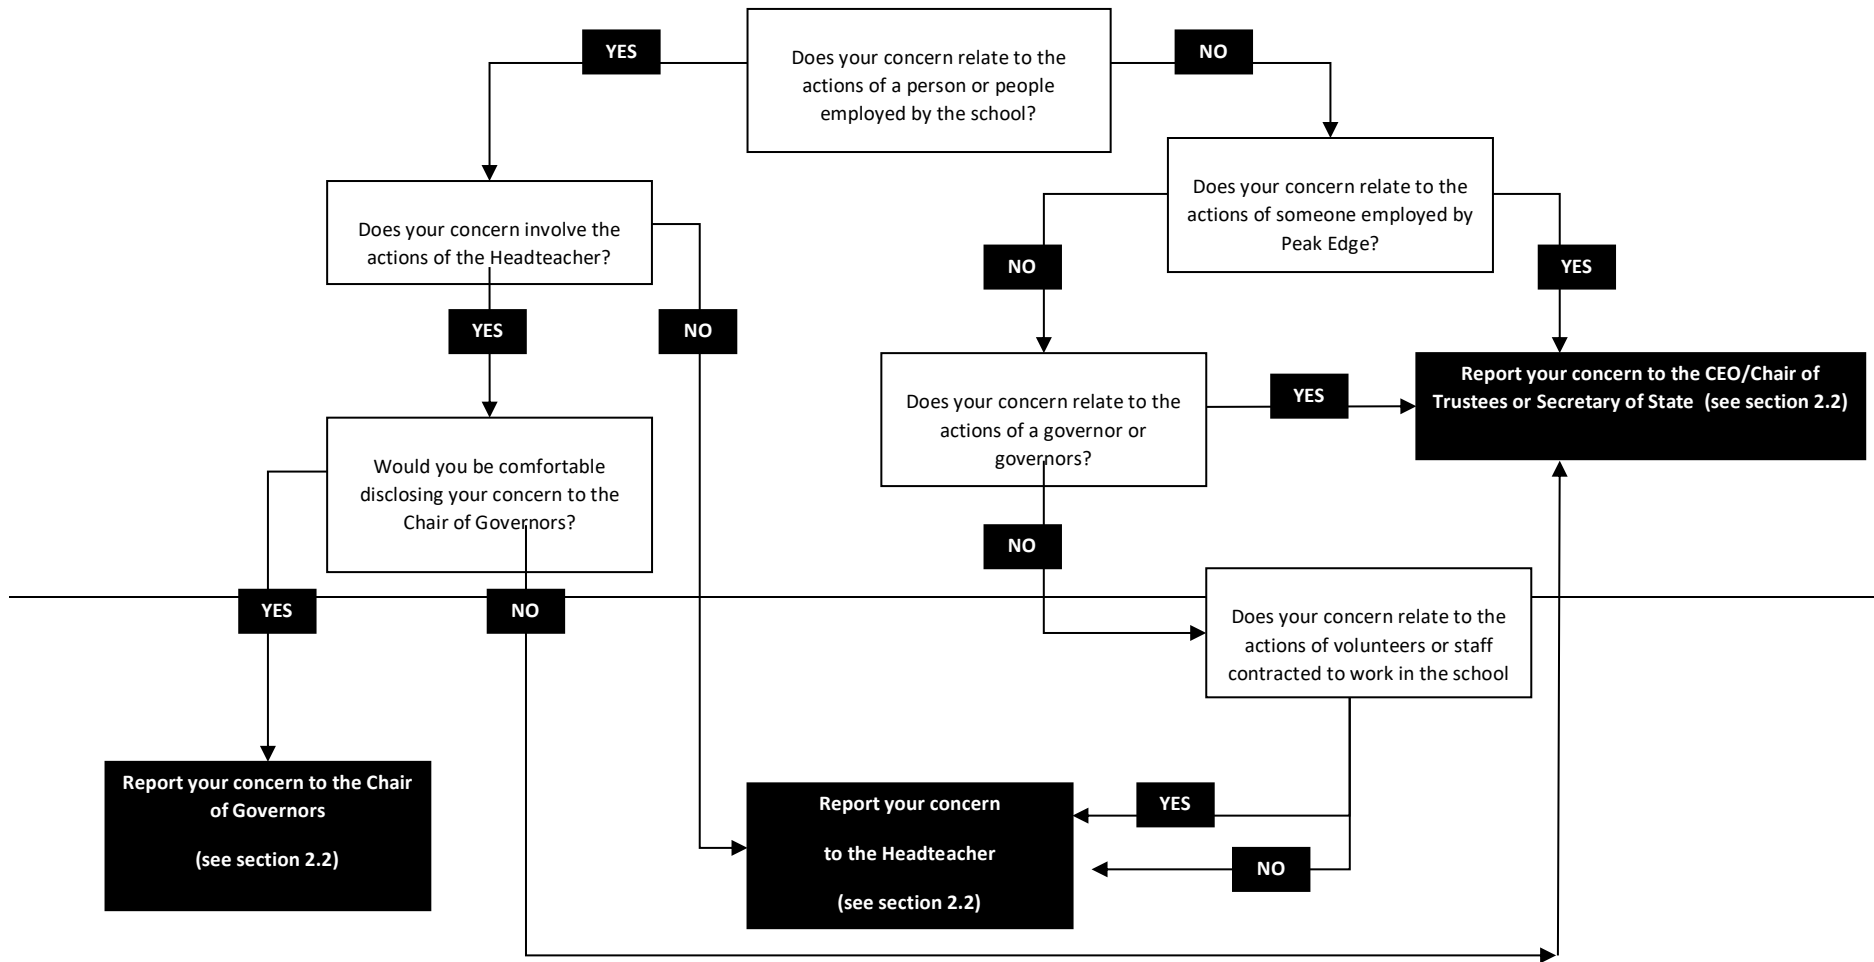 YES
Does your concern relate to the
actions of a person or people
employed by the school?
NO
Does your concern involve the
actions of the Headteacher?
Does your concern relate to the
actions of someone employed by
Peak Edge?
NO
YES
YES
NO
Does your concern relate to the
actions of a governor or
governors?
YES
Report your concern to the CEO/Chair of
Trustees or Secretary of State (see section 2.2)
Would you be comfortable
disclosing your concern to the
Chair of Governors?
NO
YES
NO
Does your concern relate to the
actions of volunteers or staff
contracted to work in the school
Report your concern to the Chair
of Governors
(see section 2.2)
Report your concern
to the Headteacher
(see section 2.2)
YES
NO